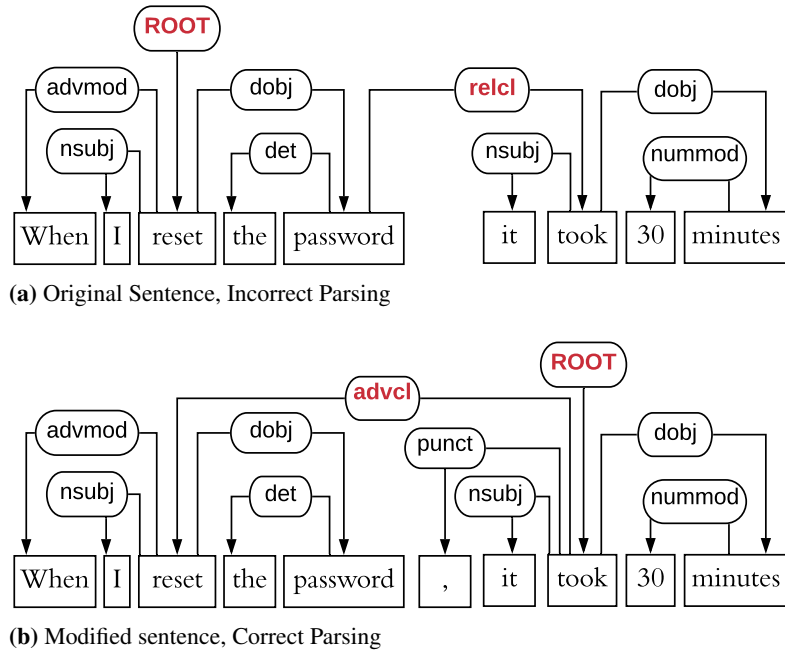 ROOT
advmod dobj relcl dobj
nsubj det nsubj nummod
When I reset the password it took 30 minutes
(a) Original Sentence, Incorrect Parsing
ROOT
advcl
advmod dobj punct dobj
nsubj det nsubj nummod
When I reset the password , it took 30 minutes
(b) Modified sentence, Correct Parsing